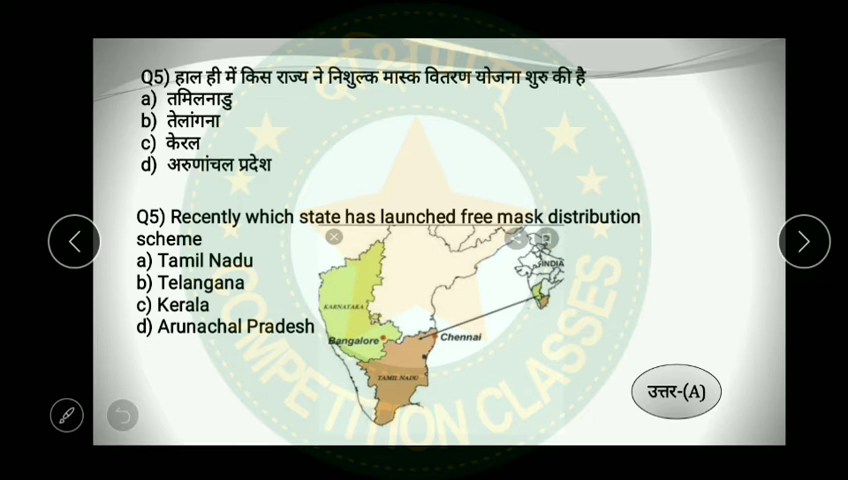 Q5) हाल ही में किस राज्य ने निशुल्क मास्क वितरण योजना शुरु की है
a) तमिलनाडु
b) तेलांगना
c) केरल
d) अरुणांचल प्रदेश
Q5) Recently which state has launched free mask distribution
scheme
a) Tamil Nadu
b) Telangana
c) Kerala
d) Arunachal Pradesh
INDIA
KARNATAKA
Bangalore
Chennai
TAMIL NADU
उत्तर-(A)
COMPETITION CLASSES